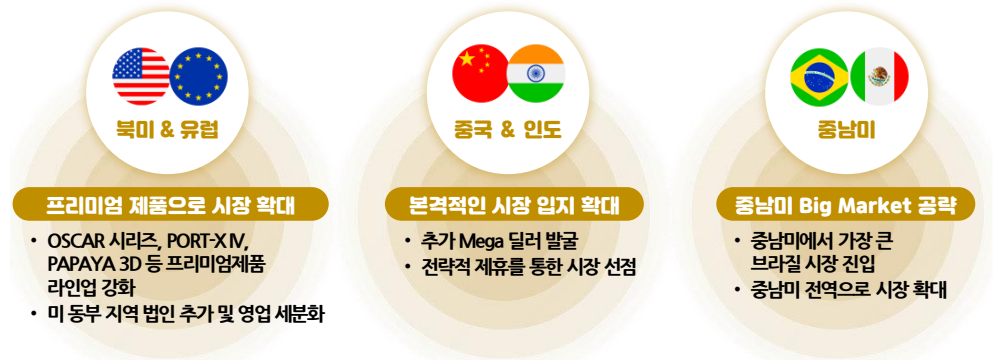 북미 & 유럽
프리미엄 제품으로 시장 확대
• OSCAR 시리즈, PORT-X Ⅳ,
PAPAYA 3D 등 프리미엄제품
라인업 강화
• 미 동부 지역 법인 추가 및 영업 세분화
중국 & 인도
본격적인 시장 입지 확대
• 추가 Mega 딜러 발굴
• 전략적 제휴를 통한 시장 선점
중남미
중남미 Big Market 공략
• 중남미에서 가장 큰
브라질 시장 진입
• 중남미 전역으로 시장 확대